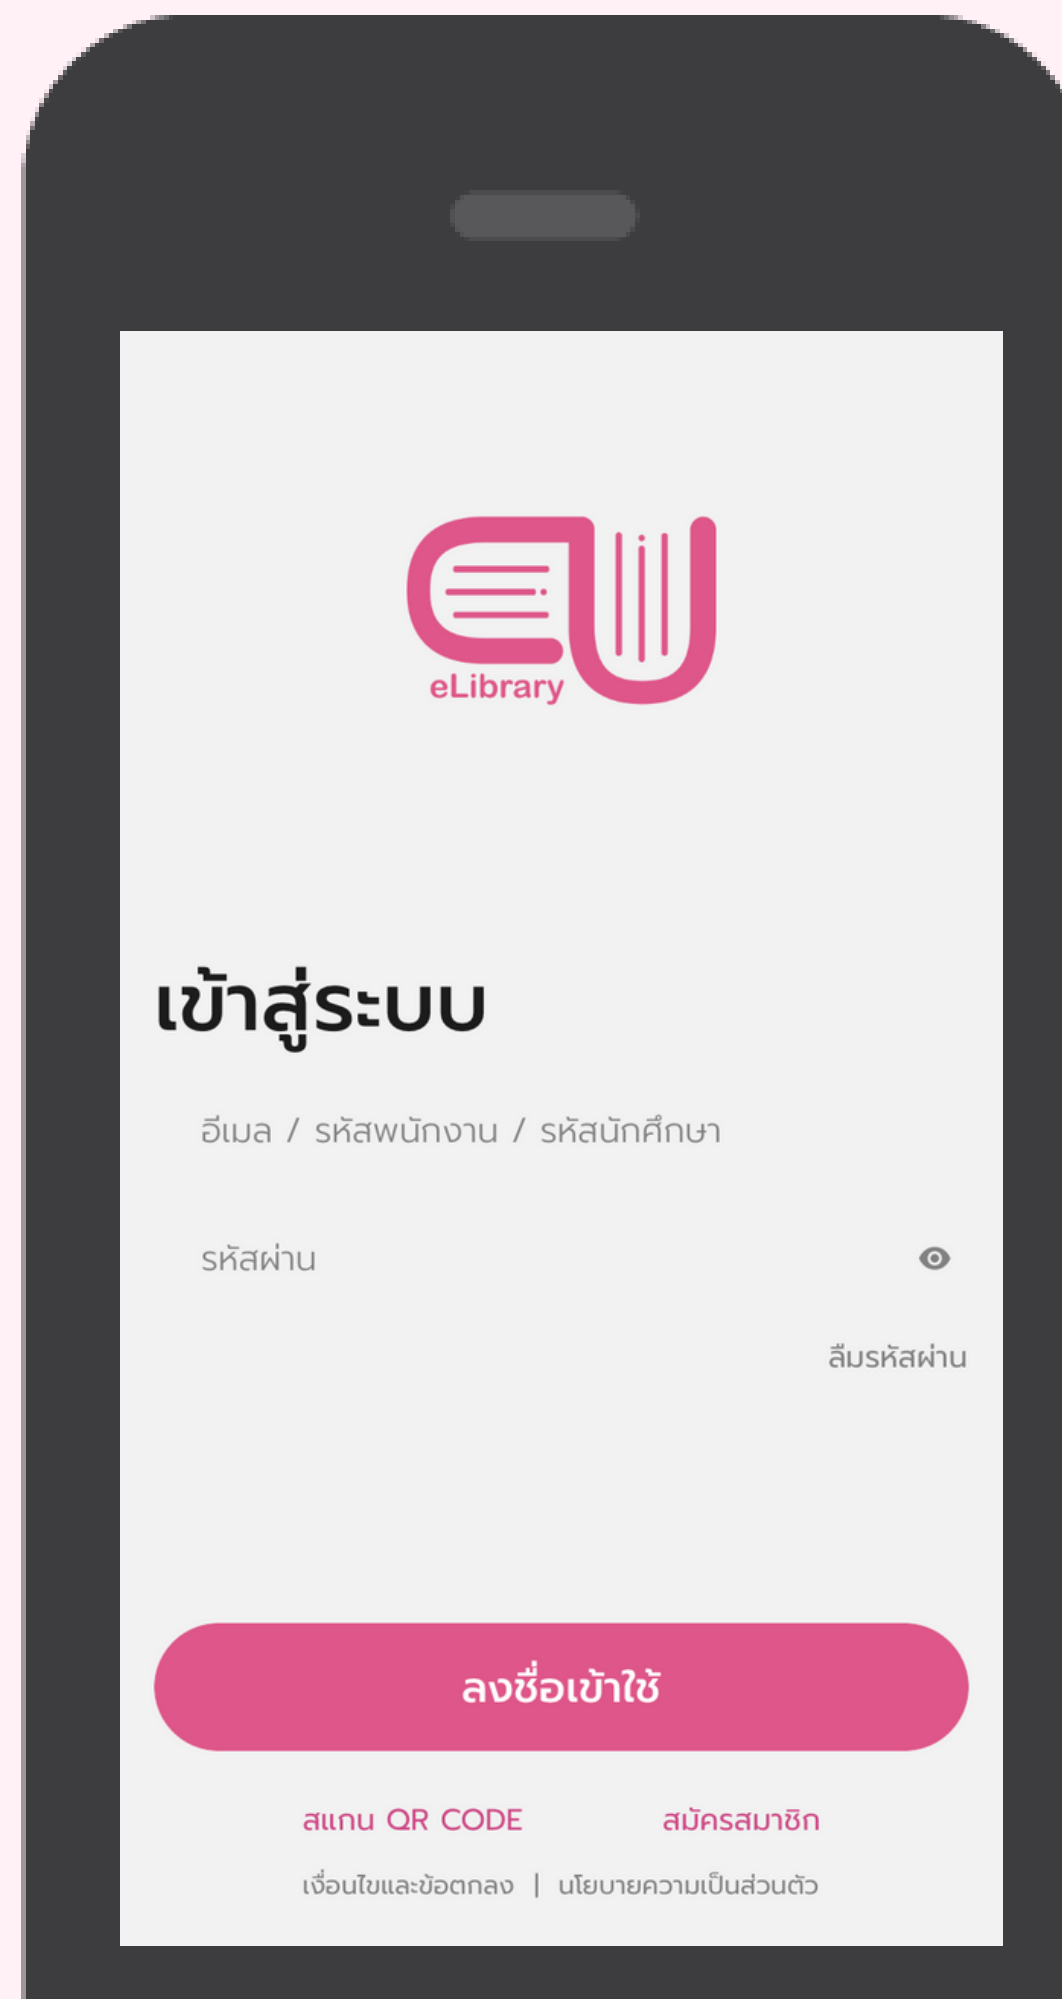 eLibrary
เข้าสู่ระบบ
อีเมล / รหัสพนักงาน / รหัสนักศึกษา
รหัสผ่าน
ลืมรหัสผ่าน
ลงชื่อเข้าใช้
สแกน QR CODE สมัครสมาชิก
เงื่อนไขและข้อตกลง | นโยบายความเป็นส่วนตัว